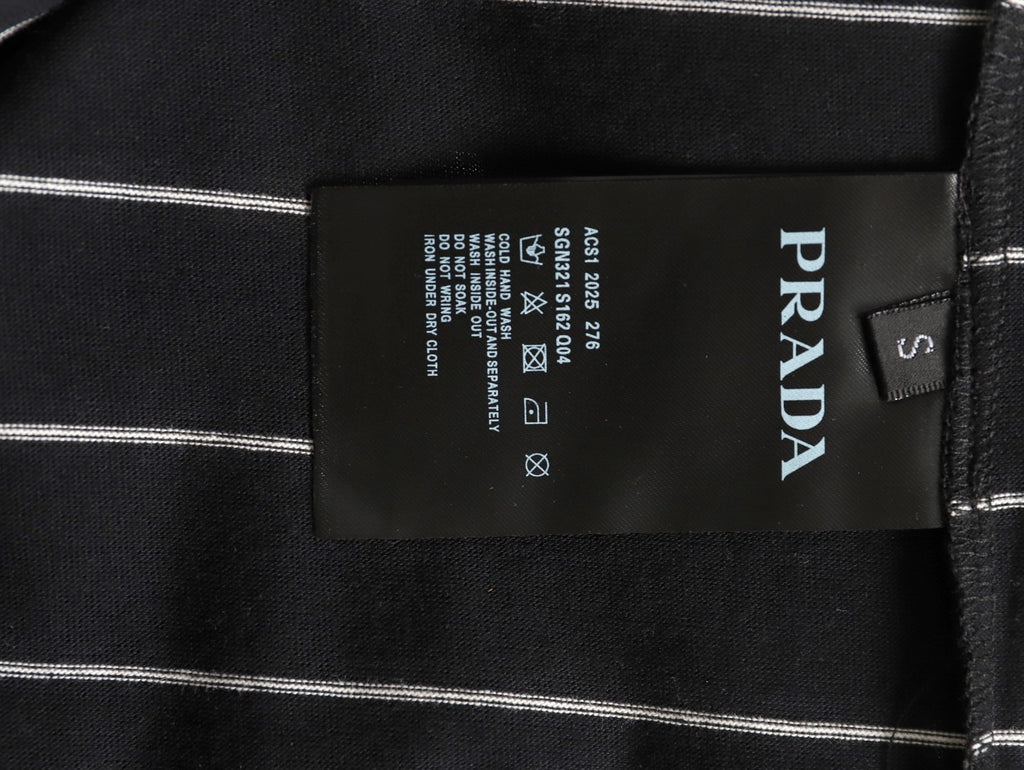 PRADA
S
ACS1 2025 276
SGN321 S162 Q04
COLD HAND WASH
WASH INSIDE-OUT AND SEPARATELY
WASH INSIDE OUT
DO NOT SOAK
DO NOT WRING
IRON UNDER DRY CLOTH